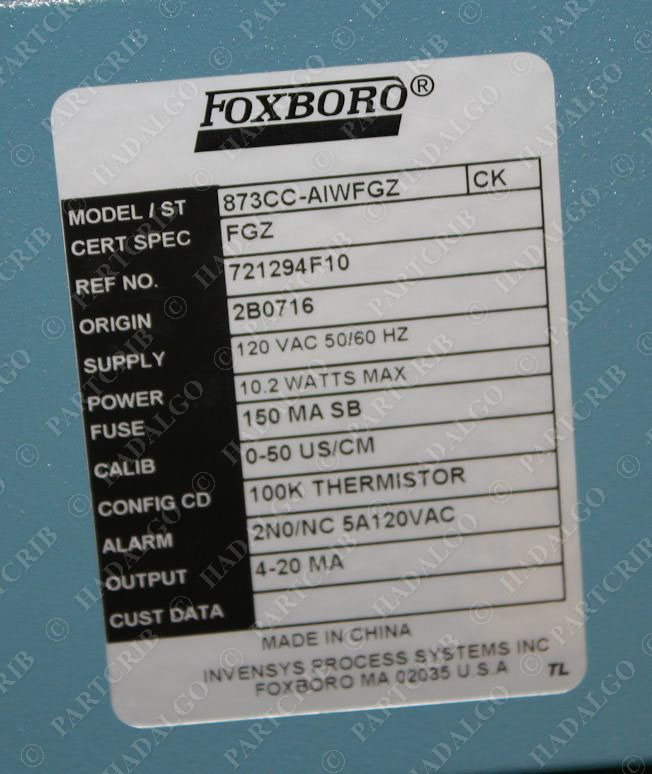 FOXBORO®
MODEL / ST 873CC-AIWFGZ CK
CERT SPEC FGZ
REF NO. 721294F10
ORIGIN 2B0716
SUPPLY 120 VAC 50/60 HZ
POWER 10.2 WATTS MAX
FUSE 150 MA SB
CALIB 0-50 US/CM
CONFIG CD 100K THERMISTOR
ALARM 2N0/NC 5A120VAC
OUTPUT 4-20 MA
CUST DATA
MADE IN CHINA
INVENSYS PROCESS SYSTEMS INC
FOXBORO MA 02035 U.S.A TL
© PARTCRIB
© HADALGO